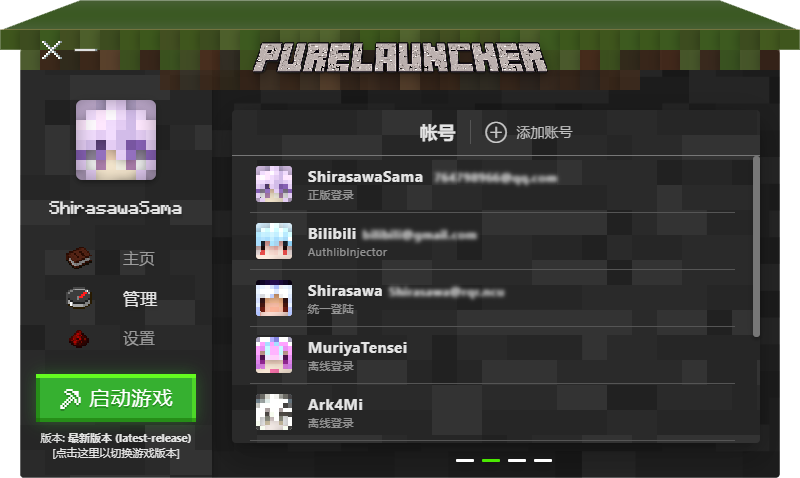 PURELAUNCHER
ShirasawaSama
主页
管理
设置
启动游戏
版本: 最新版本 (latest-release)
[点击这里以切换游戏版本]
帐号
添加账号
ShirasawaSama
正版登录
Bilibili
AuthlibInjector
Shirasawa
统一登陆
MuriyaTensei
离线登录
Ark4Mi
离线登录